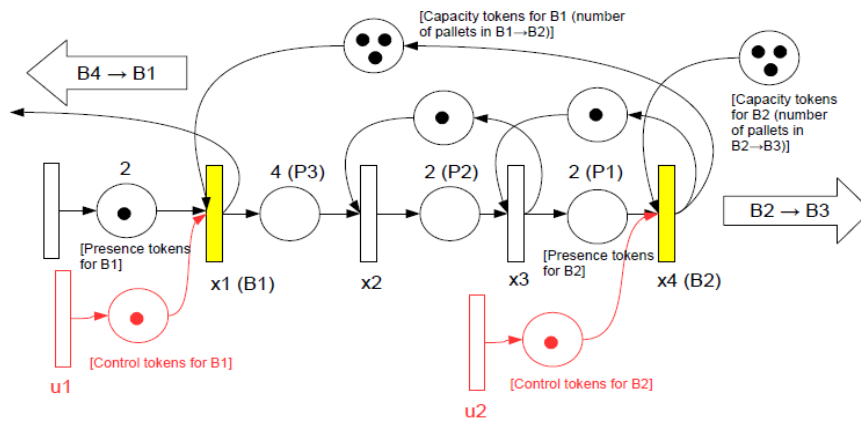 [Capacity tokens for B1 (number
of pallets in B1→B2)]
B4 → B1
[Capacity tokens
for B2 (number
of pallets in
B2→B3)]
2
4 (P3)
2 (P2)
2 (P1)
B2 → B3
[Presence tokens
for B1]
[Presence tokens
for B2]
x1 (B1)
x2
x3
x4 (B2)
[Control tokens for B1]
[Control tokens for B2]
u1
u2